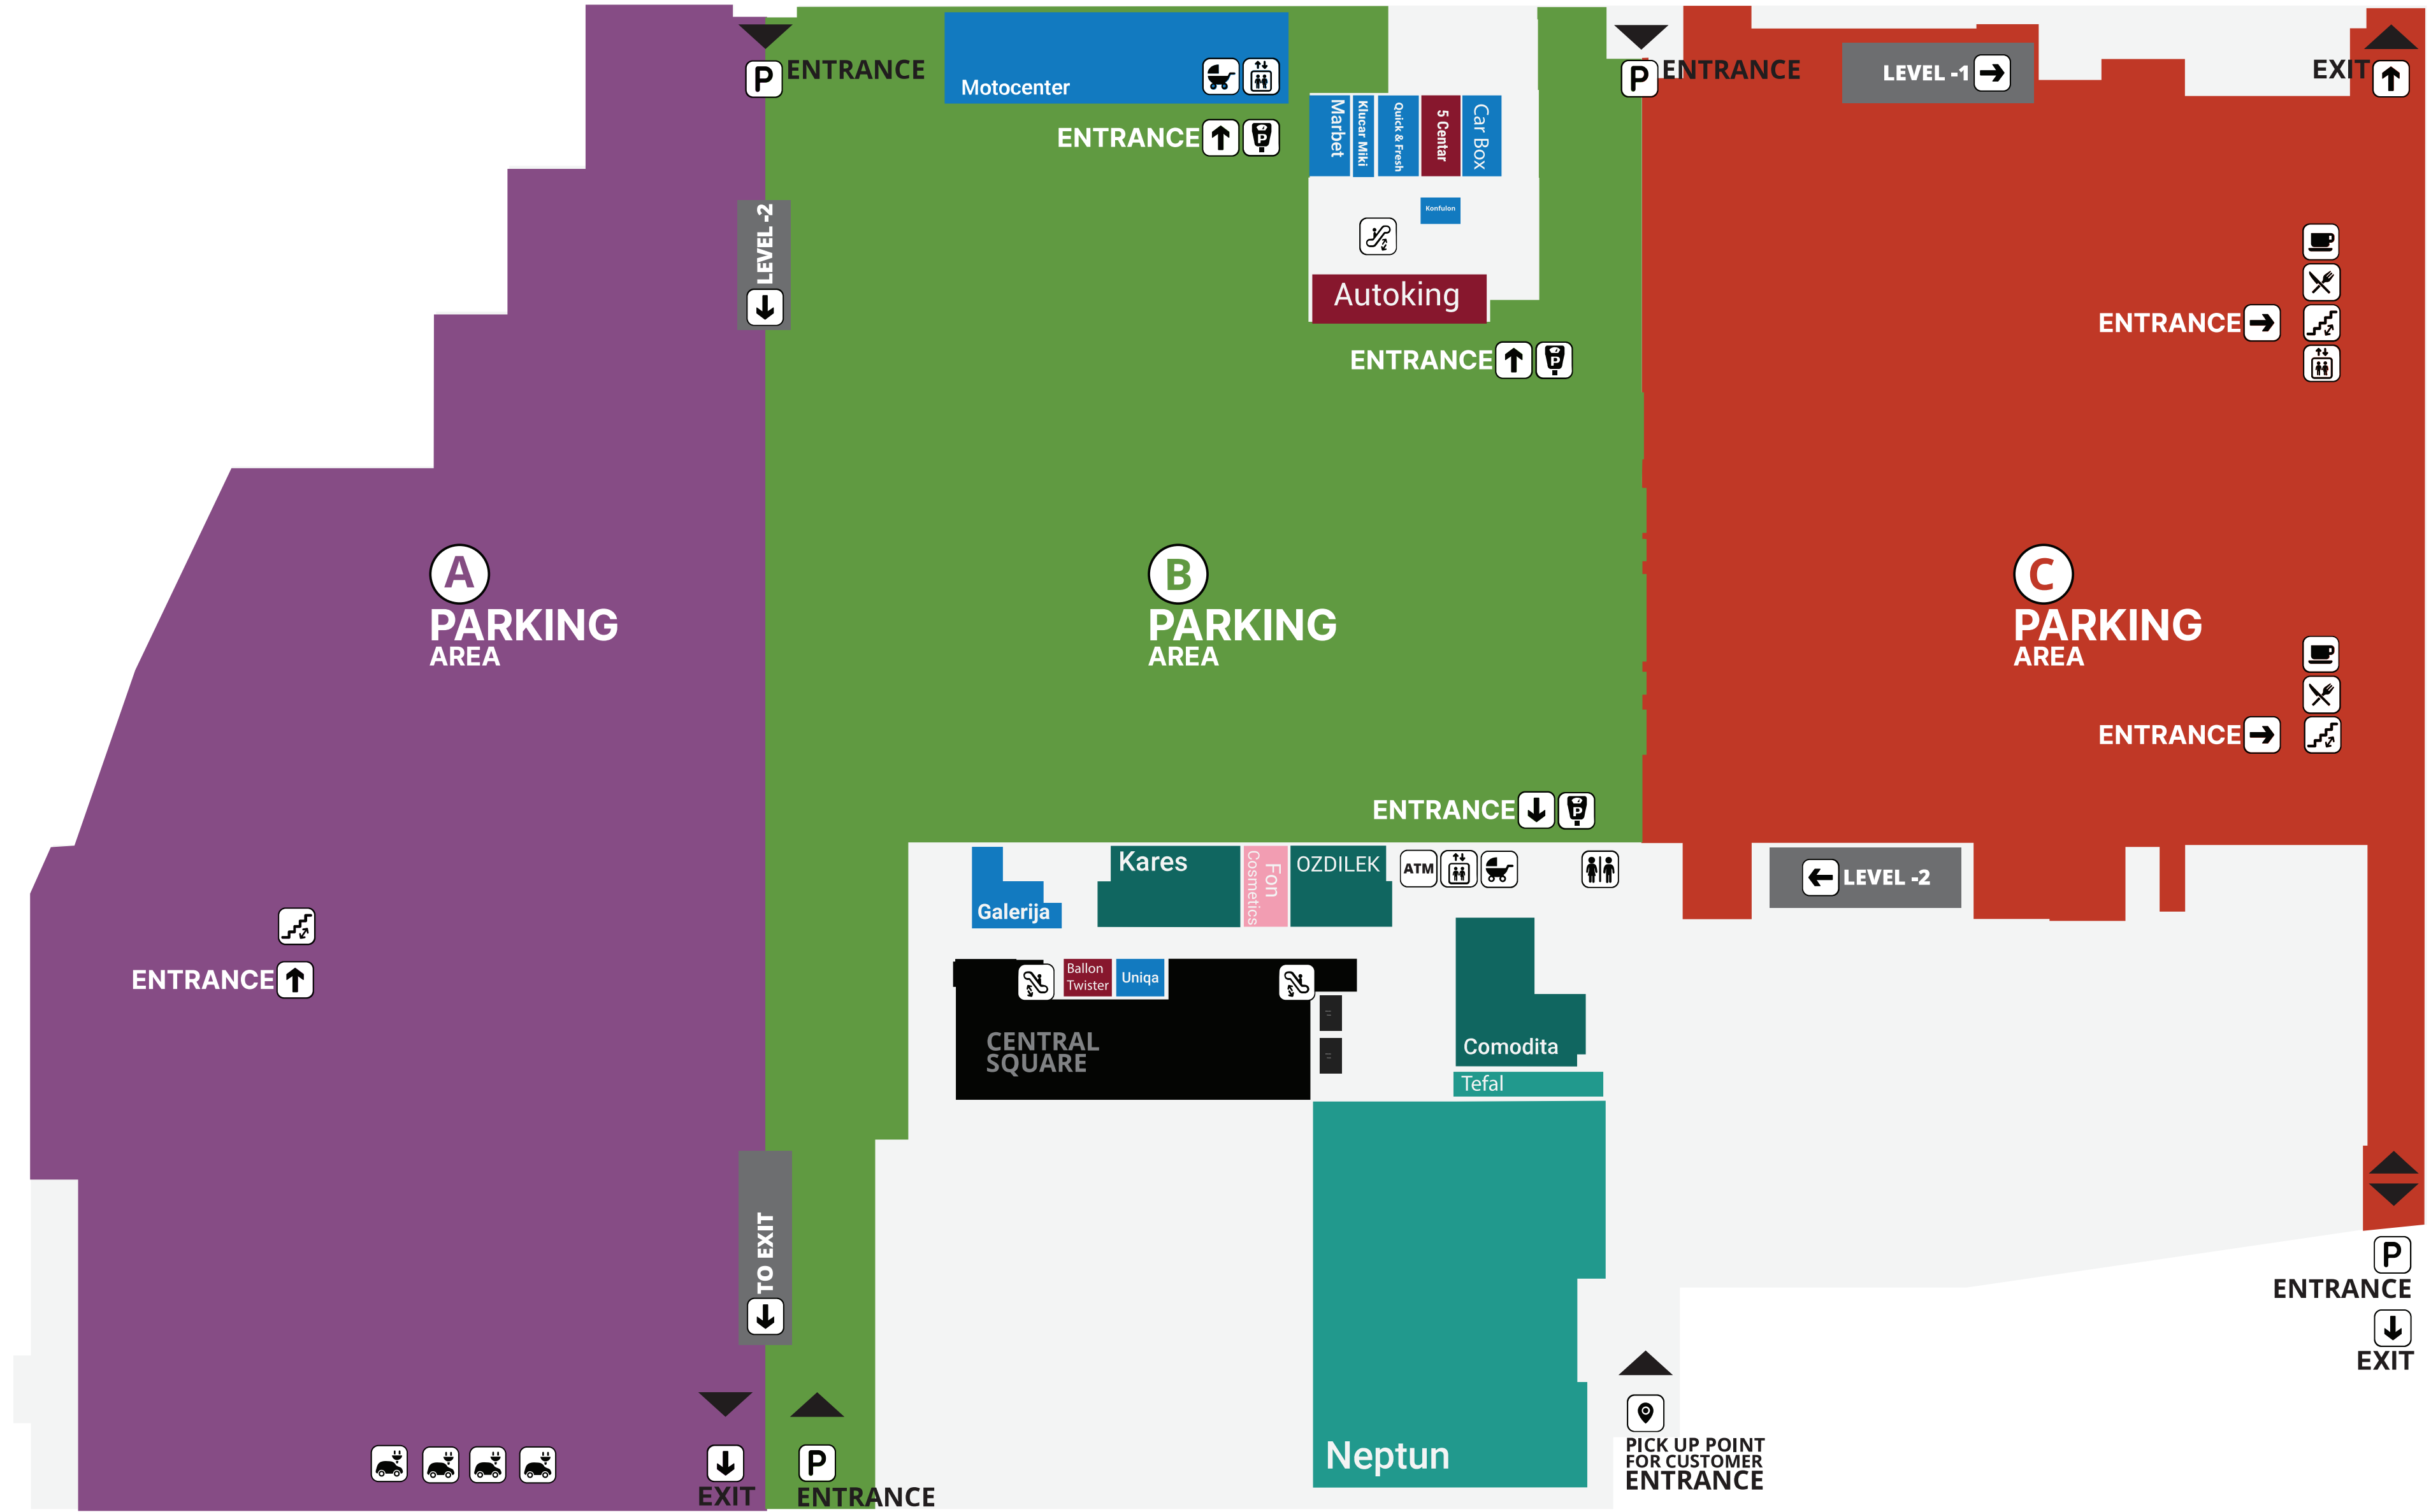 P ENTRANCE
Motocenter
ENTRANCE P
P ENTRANCE
LEVEL -1
EXIT
Marbet
Klucar Miki
Quick & Fresh
5 Centar
Car Box
Konfulon
LEVEL -2
Autoking
ENTRANCE P
ENTRANCE
A
PARKING
AREA
B
PARKING
AREA
C
PARKING
AREA
ENTRANCE
ENTRANCE P
Galerija
Kares
Fon
Cosmetics
OZDILEK
ATM
LEVEL -2
ENTRANCE
Ballon
Twister
Uniqa
CENTRAL
SQUARE
Comodita
Tefal
TO EXIT
P
ENTRANCE
EXIT
Neptun
PICK UP POINT
FOR CUSTOMER
ENTRANCE
EXIT
P
ENTRANCE